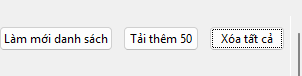 Làm mới danh sách
Tải thêm 50
Xóa tất cả